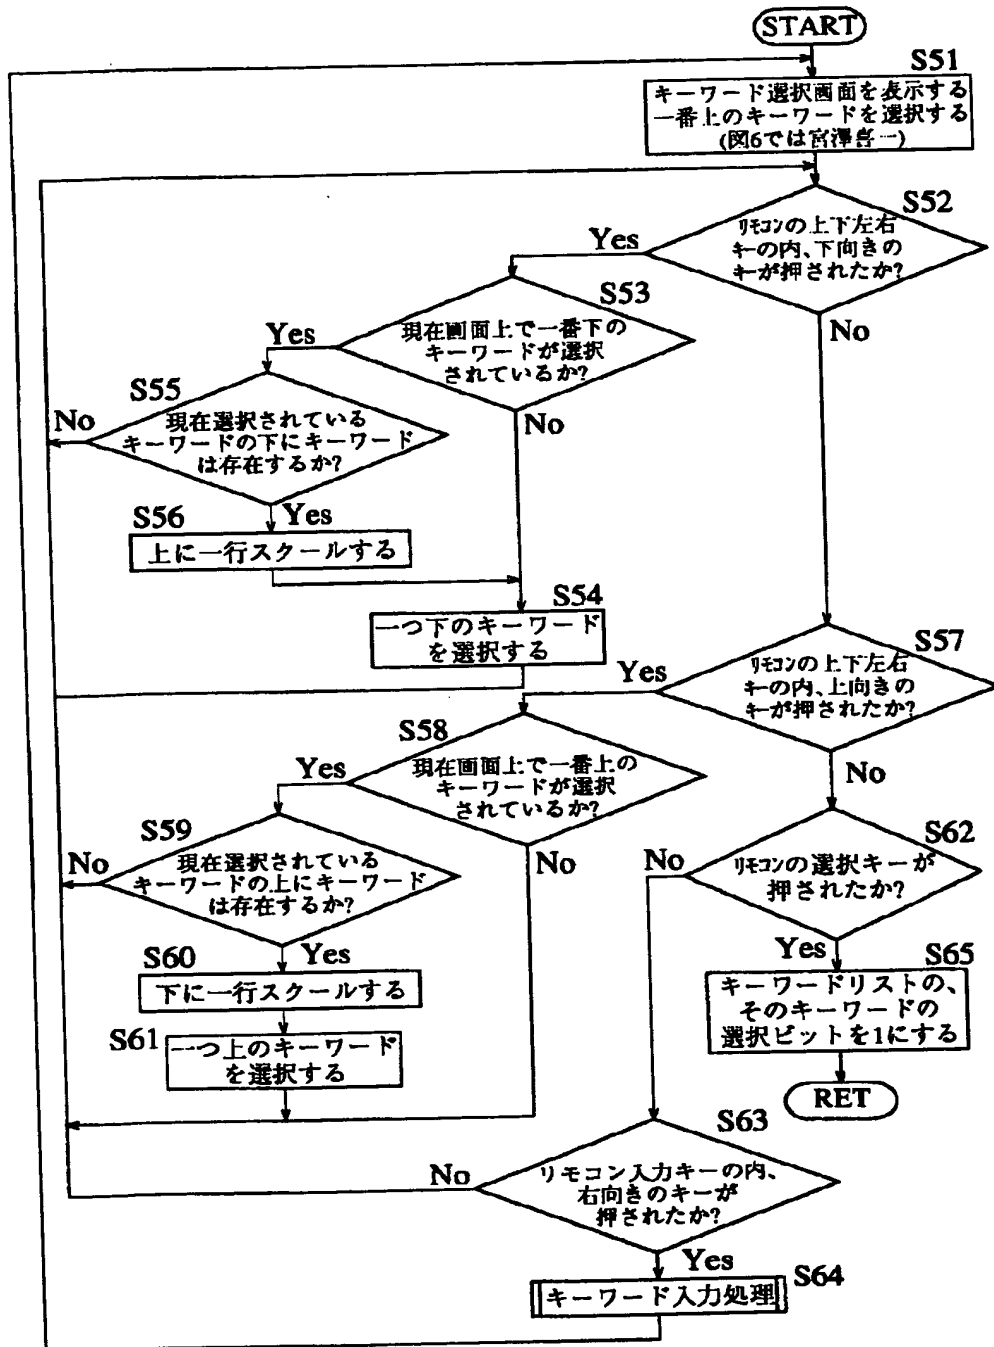 START
S51
キーワード選択画面を表示する
一番上のキーワードを選択する
(図6では宮澤喜一)
S52
リモコンの上下左右
キーの内、下向きの
キーが押されたか?
Yes
No
S53
現在画面上で一番下の
キーワードが選択
されているか?
Yes
No
S55
現在選択されている
キーワードの下にキーワード
は存在するか?
No
Yes
S56
上に一行スクールする
S54
一つ下のキーワード
を選択する
S57
リモコンの上下左右
キーの内、上向きの
キーが押されたか?
Yes
No
S58
現在画面上で一番上の
キーワードが選択
されているか?
Yes
No
S59
現在選択されている
キーワードの上にキーワード
は存在するか?
No
Yes
S60
下に一行スクールする
S61
一つ上のキーワード
を選択する
S62
リモコンの選択キーが
押されたか?
No
Yes
S65
キーワードリストの、
そのキーワードの
選択ビットを1にする
RET
S63
リモコン入力キーの内、
右向きのキーが
押されたか?
No
Yes
S64
キーワード入力処理